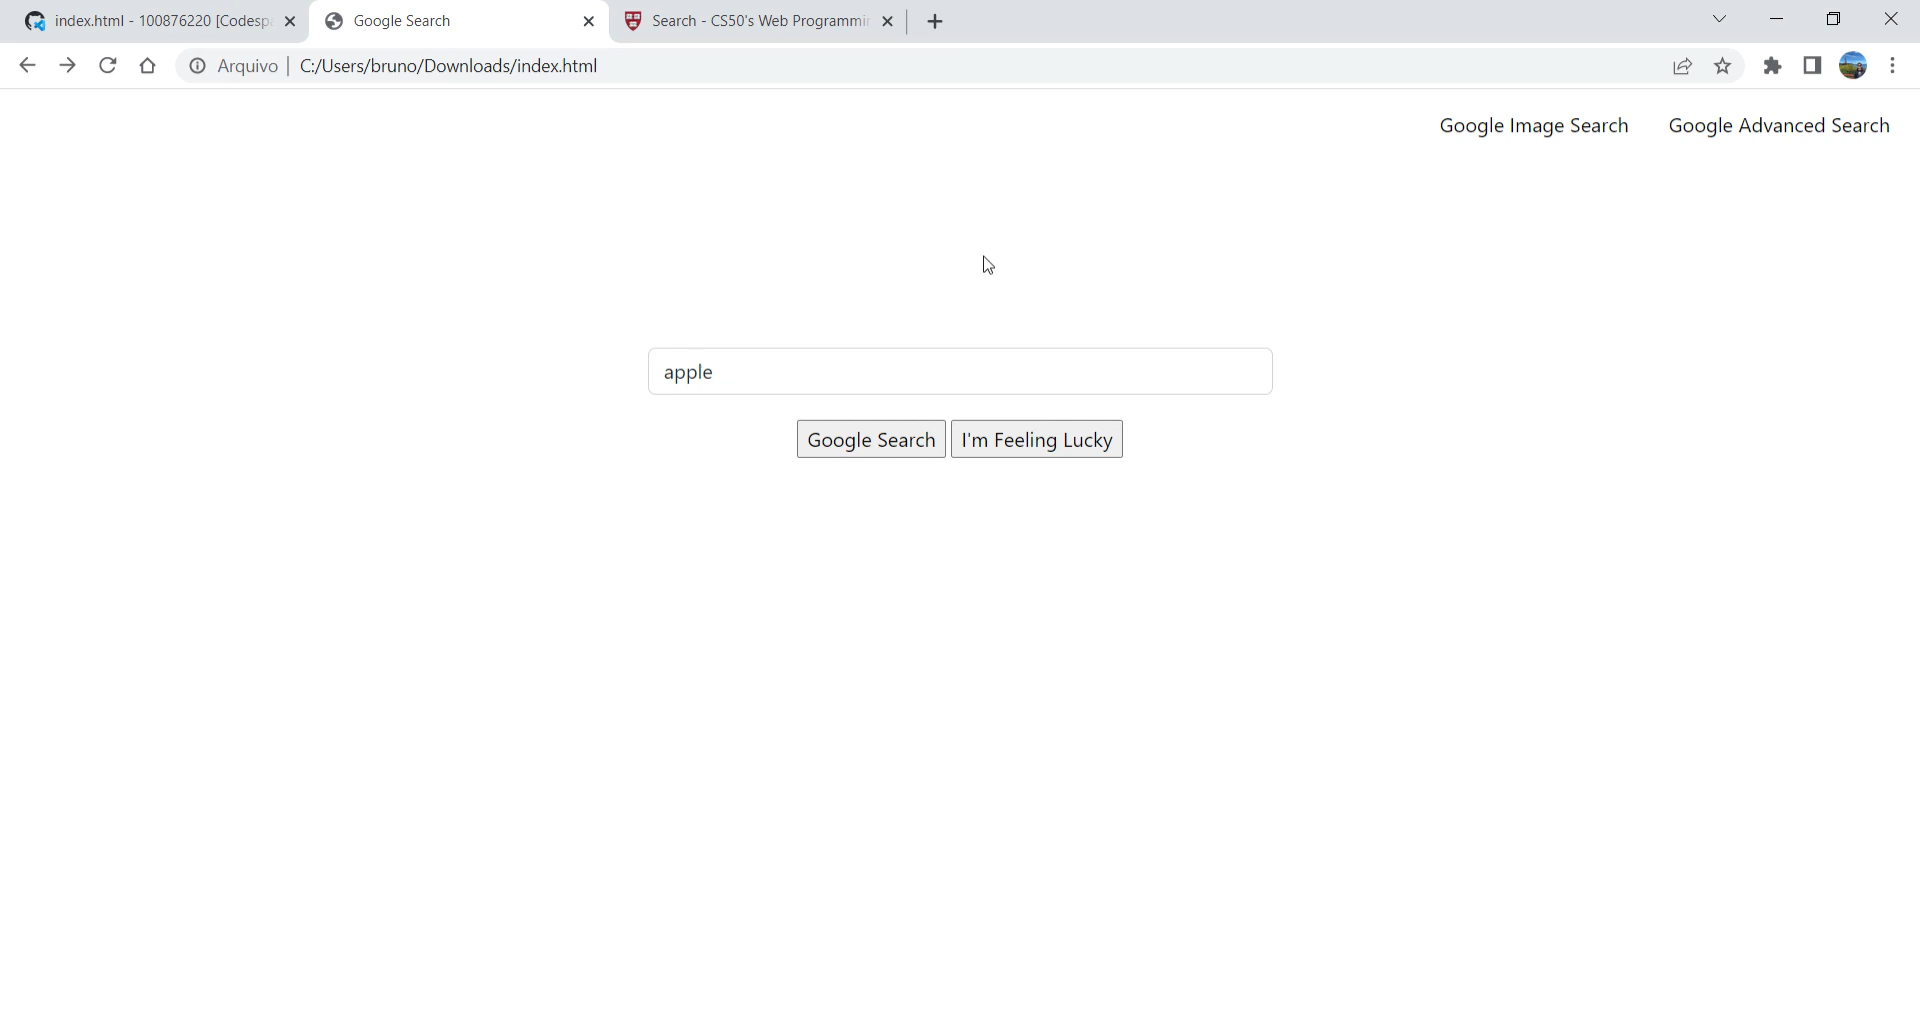 index.html - 100876220 [Codesp
Google Search
Search - CS50's Web Programmi
Arquivo
C:/Users/bruno/Downloads/index.html
Google Image Search
Google Advanced Search
apple
Google Search
I'm Feeling Lucky